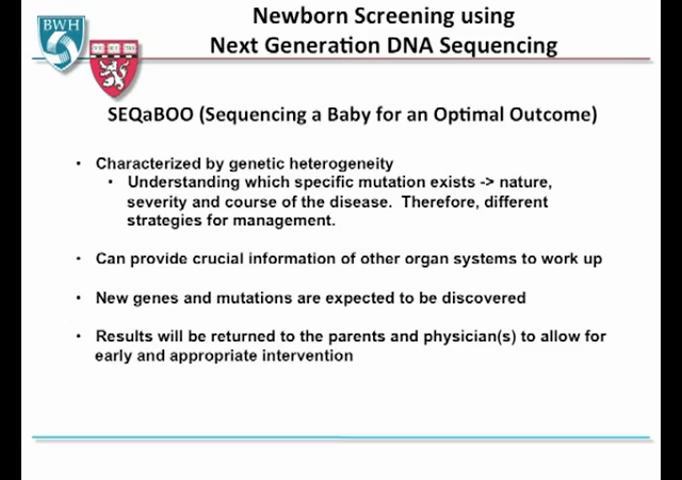 BWH
Newborn Screening using
Next Generation DNA Sequencing
SEQaBOO (Sequencing a Baby for an Optimal Outcome)
• Characterized by genetic heterogeneity
• Understanding which specific mutation exists -> nature,
severity and course of the disease. Therefore, different
strategies for management.
• Can provide crucial information of other organ systems to work up
• New genes and mutations are expected to be discovered
• Results will be returned to the parents and physician(s) to allow for
early and appropriate intervention